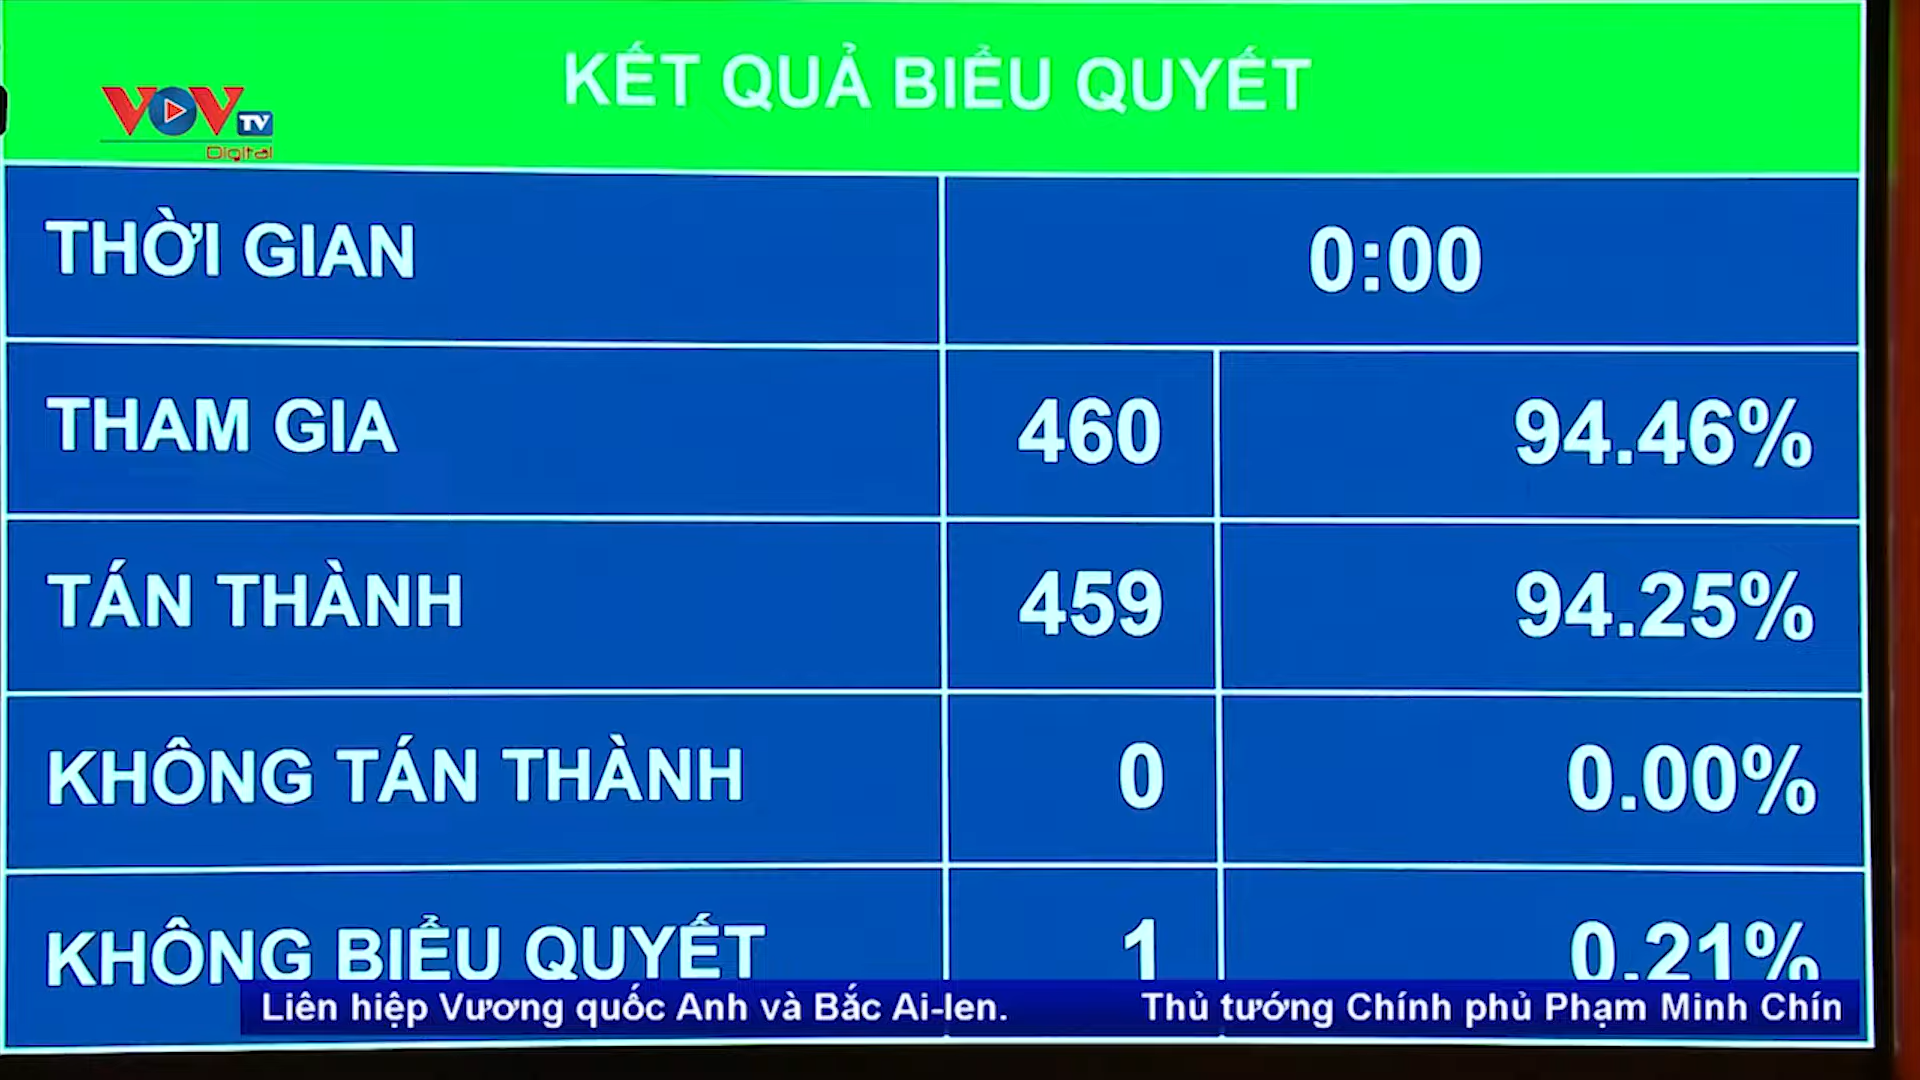 KẾT QUẢ BIỂU QUYẾT
VOV TV
Digital
THỜI GIAN 0:00
THAM GIA 460 94.46%
TÁN THÀNH 459 94.25%
KHÔNG TÁN THÀNH 0 0.00%
KHÔNG BIỂU QUYẾT 1 0.21%
Liên hiệp Vương quốc Anh và Bắc Ai-len. Thủ tướng Chính phủ Phạm Minh Chín